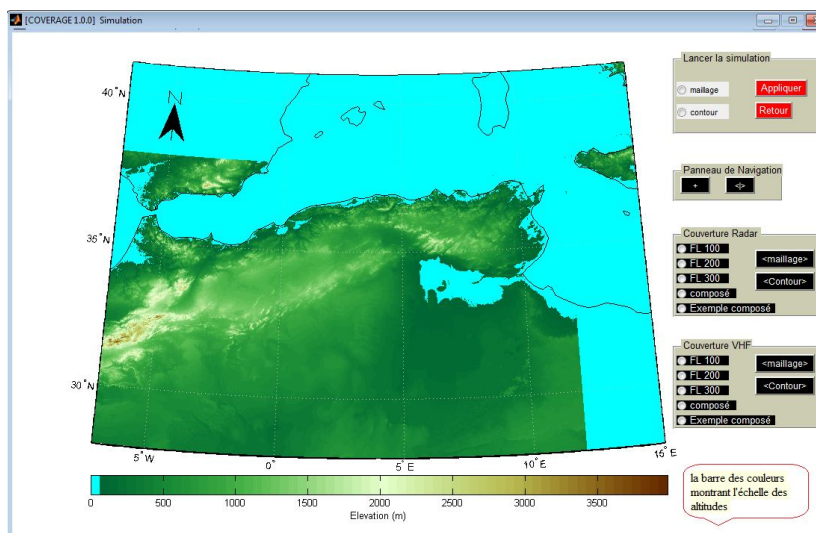 [COVERAGE 1.0.0] Simulation
Lancer la simulation
maillage
Appliquer
contour
Retour
Panneau de Navigation
+
<|>
Couverture Radar
FL 100
FL 200
FL 300
composé
Exemple composé
<maillage>
<Contour>
Couverture VHF
FL 100
FL 200
FL 300
composé
Exemple composé
<maillage>
<Contour>
N
40°N
35°N
30°N
5°W
0°
5°E
10°E
15°E
0
500
1000
1500
2000
2500
3000
3500
Elevation (m)
la barre des couleurs
montrant l'échelle des
altitudes